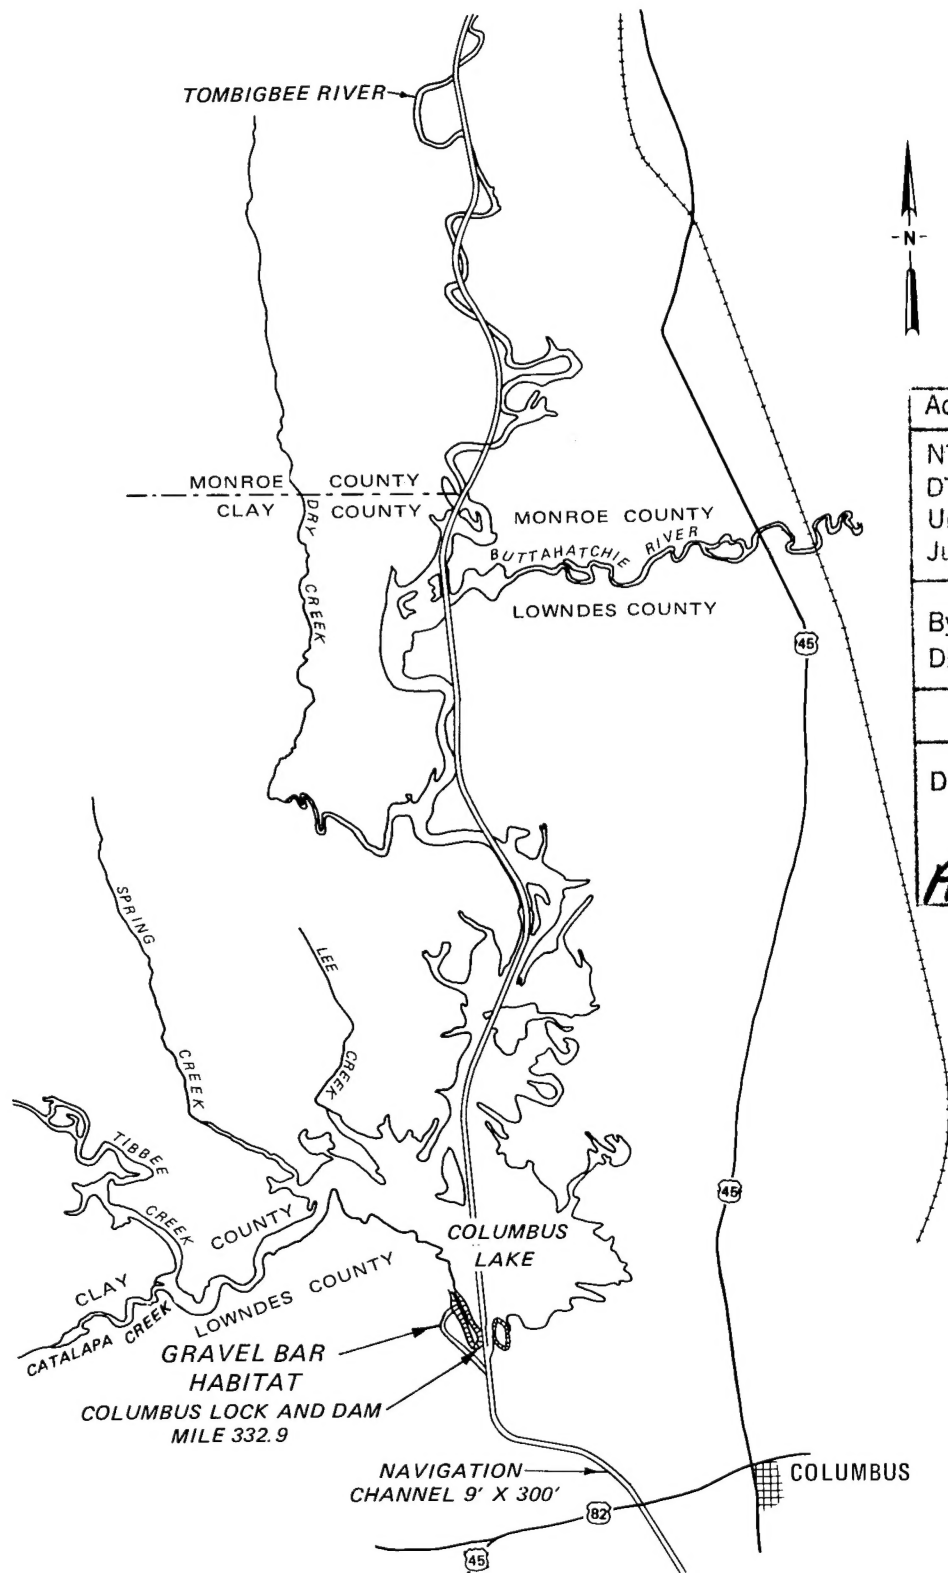 TOMBIGBEE RIVER
-N-
MONROE COUNTY
CLAY COUNTY
DRY CREEK
MONROE COUNTY
BUTTAHATCHIE RIVER
LOWNDES COUNTY
45
By
D
SPRING CREEK
LEE CREEK
TIBBEE CREEK
45
COLUMBUS
LAKE
CLAY COUNTY
LOWNDES COUNTY
CATALAPA CREEK
GRAVEL BAR
HABITAT
COLUMBUS LOCK AND DAM
MILE 332.9
NAVIGATION
CHANNEL 9' X 300'
COLUMBUS
82
45